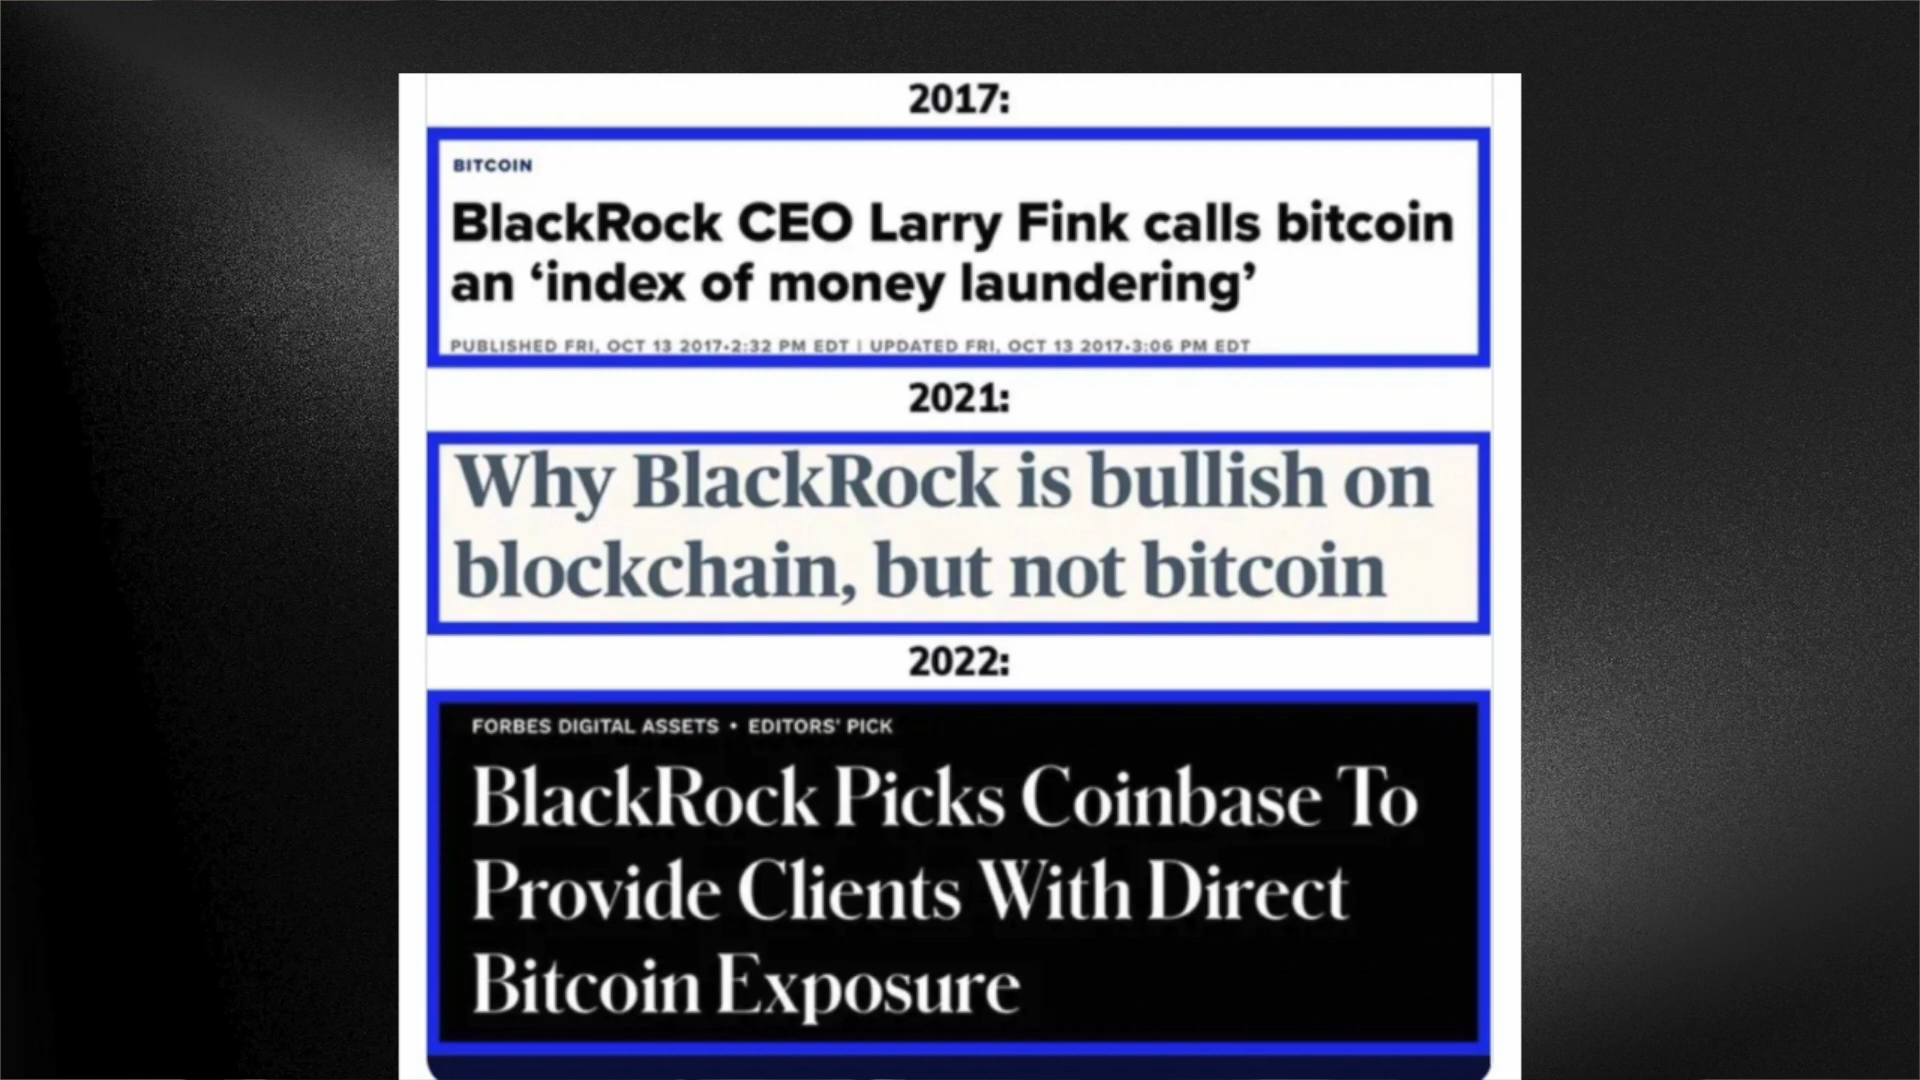 2017:
BITCOIN
BlackRock CEO Larry Fink calls bitcoin
an ‘index of money laundering’
PUBLISHED FRI, OCT 13 2017•2:32 PM EDT | UPDATED FRI, OCT 13 2017•3:06 PM EDT
2021:
Why BlackRock is bullish on
blockchain, but not bitcoin
2022:
FORBES DIGITAL ASSETS • EDITORS' PICK
BlackRock Picks Coinbase To
Provide Clients With Direct
Bitcoin Exposure